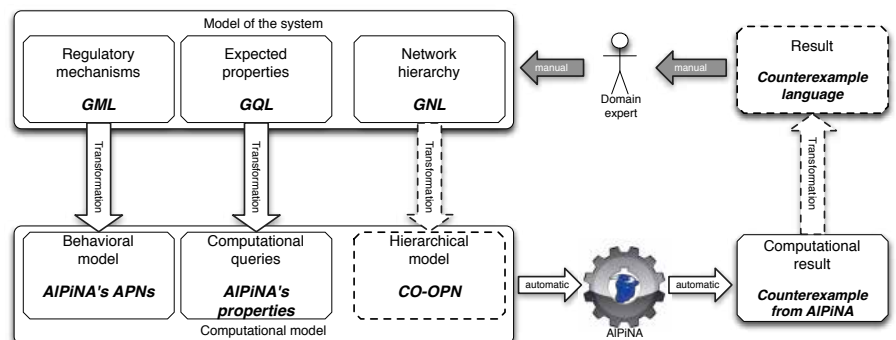 Model of the system
Regulatory
mechanisms
GML
Expected
properties
GQL
Network
hierarchy
GNL
manual
Domain
expert
manual
Result
Counterexample
language
Transformation
Transformation
Transformation
Transformation
Behavioral
model
AlPiNA's APNs
Computational
queries
AlPiNA's
properties
Hierarchical
model
CO-OPN
Computational model
automatic
AlPiNA
automatic
Computational
result
Counterexample
from AlPiNA